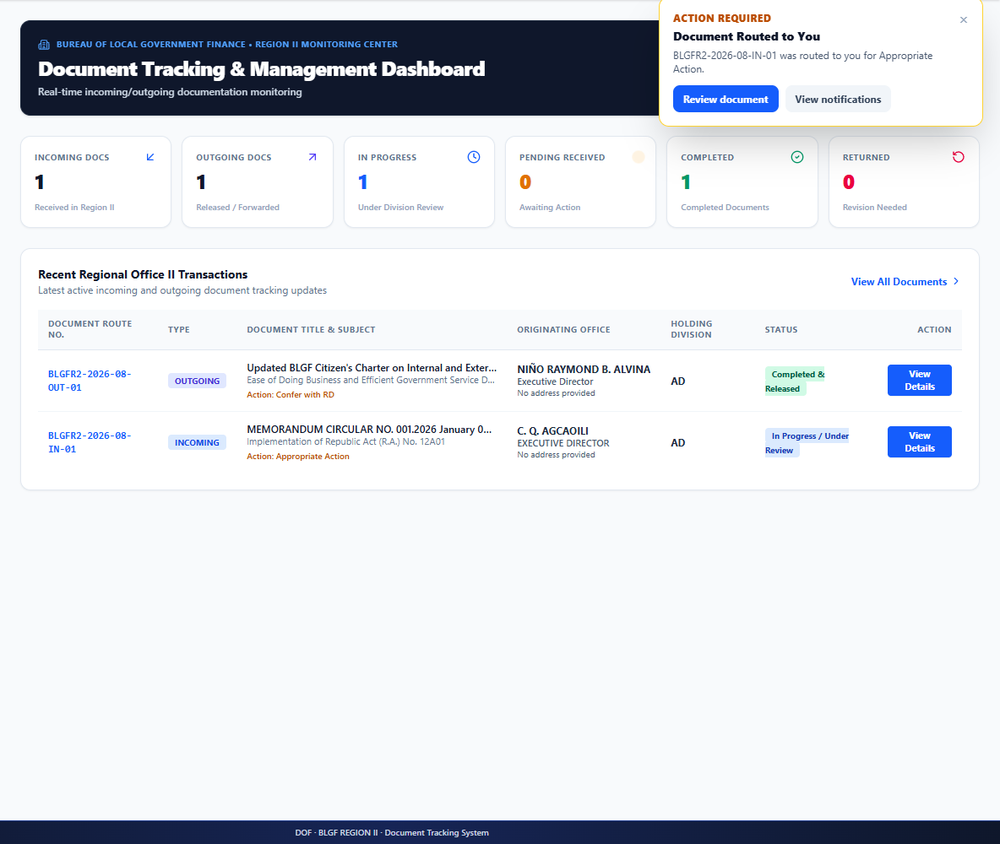 BUREAU OF LOCAL GOVERNMENT FINANCE • REGION II MONITORING CENTER
Document Tracking & Management Dashboard
Real-time incoming/outgoing documentation monitoring
ACTION REQUIRED
×
Document Routed to You
BLGFR2-2026-08-IN-01 was routed to you for Appropriate
Action.
Review document
View notifications
INCOMING DOCS
1
Received in Region II
OUTGOING DOCS
1
Released / Forwarded
IN PROGRESS
1
Under Division Review
PENDING RECEIVED
0
Awaiting Action
COMPLETED
1
Completed Documents
RETURNED
0
Revision Needed
Recent Regional Office II Transactions
Latest active incoming and outgoing document tracking updates
View All Documents
DOCUMENT ROUTE
NO.
TYPE
DOCUMENT TITLE & SUBJECT
ORIGINATING OFFICE
HOLDING
DIVISION
STATUS
ACTION
BLGFR2-2026-08-
OUT-01
OUTGOING
Updated BLGF Citizen's Charter on Internal and Exter...
Ease of Doing Business and Efficient Government Service D...
Action: Confer with RD
NIÑO RAYMOND B. ALVINA
Executive Director
No address provided
AD
Completed &
Released
View
Details
BLGFR2-2026-08-
IN-01
INCOMING
MEMORANDUM CIRCULAR NO. 001.2026 January 0...
Implementation of Republic Act (R.A.) No. 12A01
Action: Appropriate Action
C. Q. AGCAOILI
EXECUTIVE DIRECTOR
No address provided
AD
In Progress / Under
Review
View
Details
DOF · BLGF REGION II · Document Tracking System